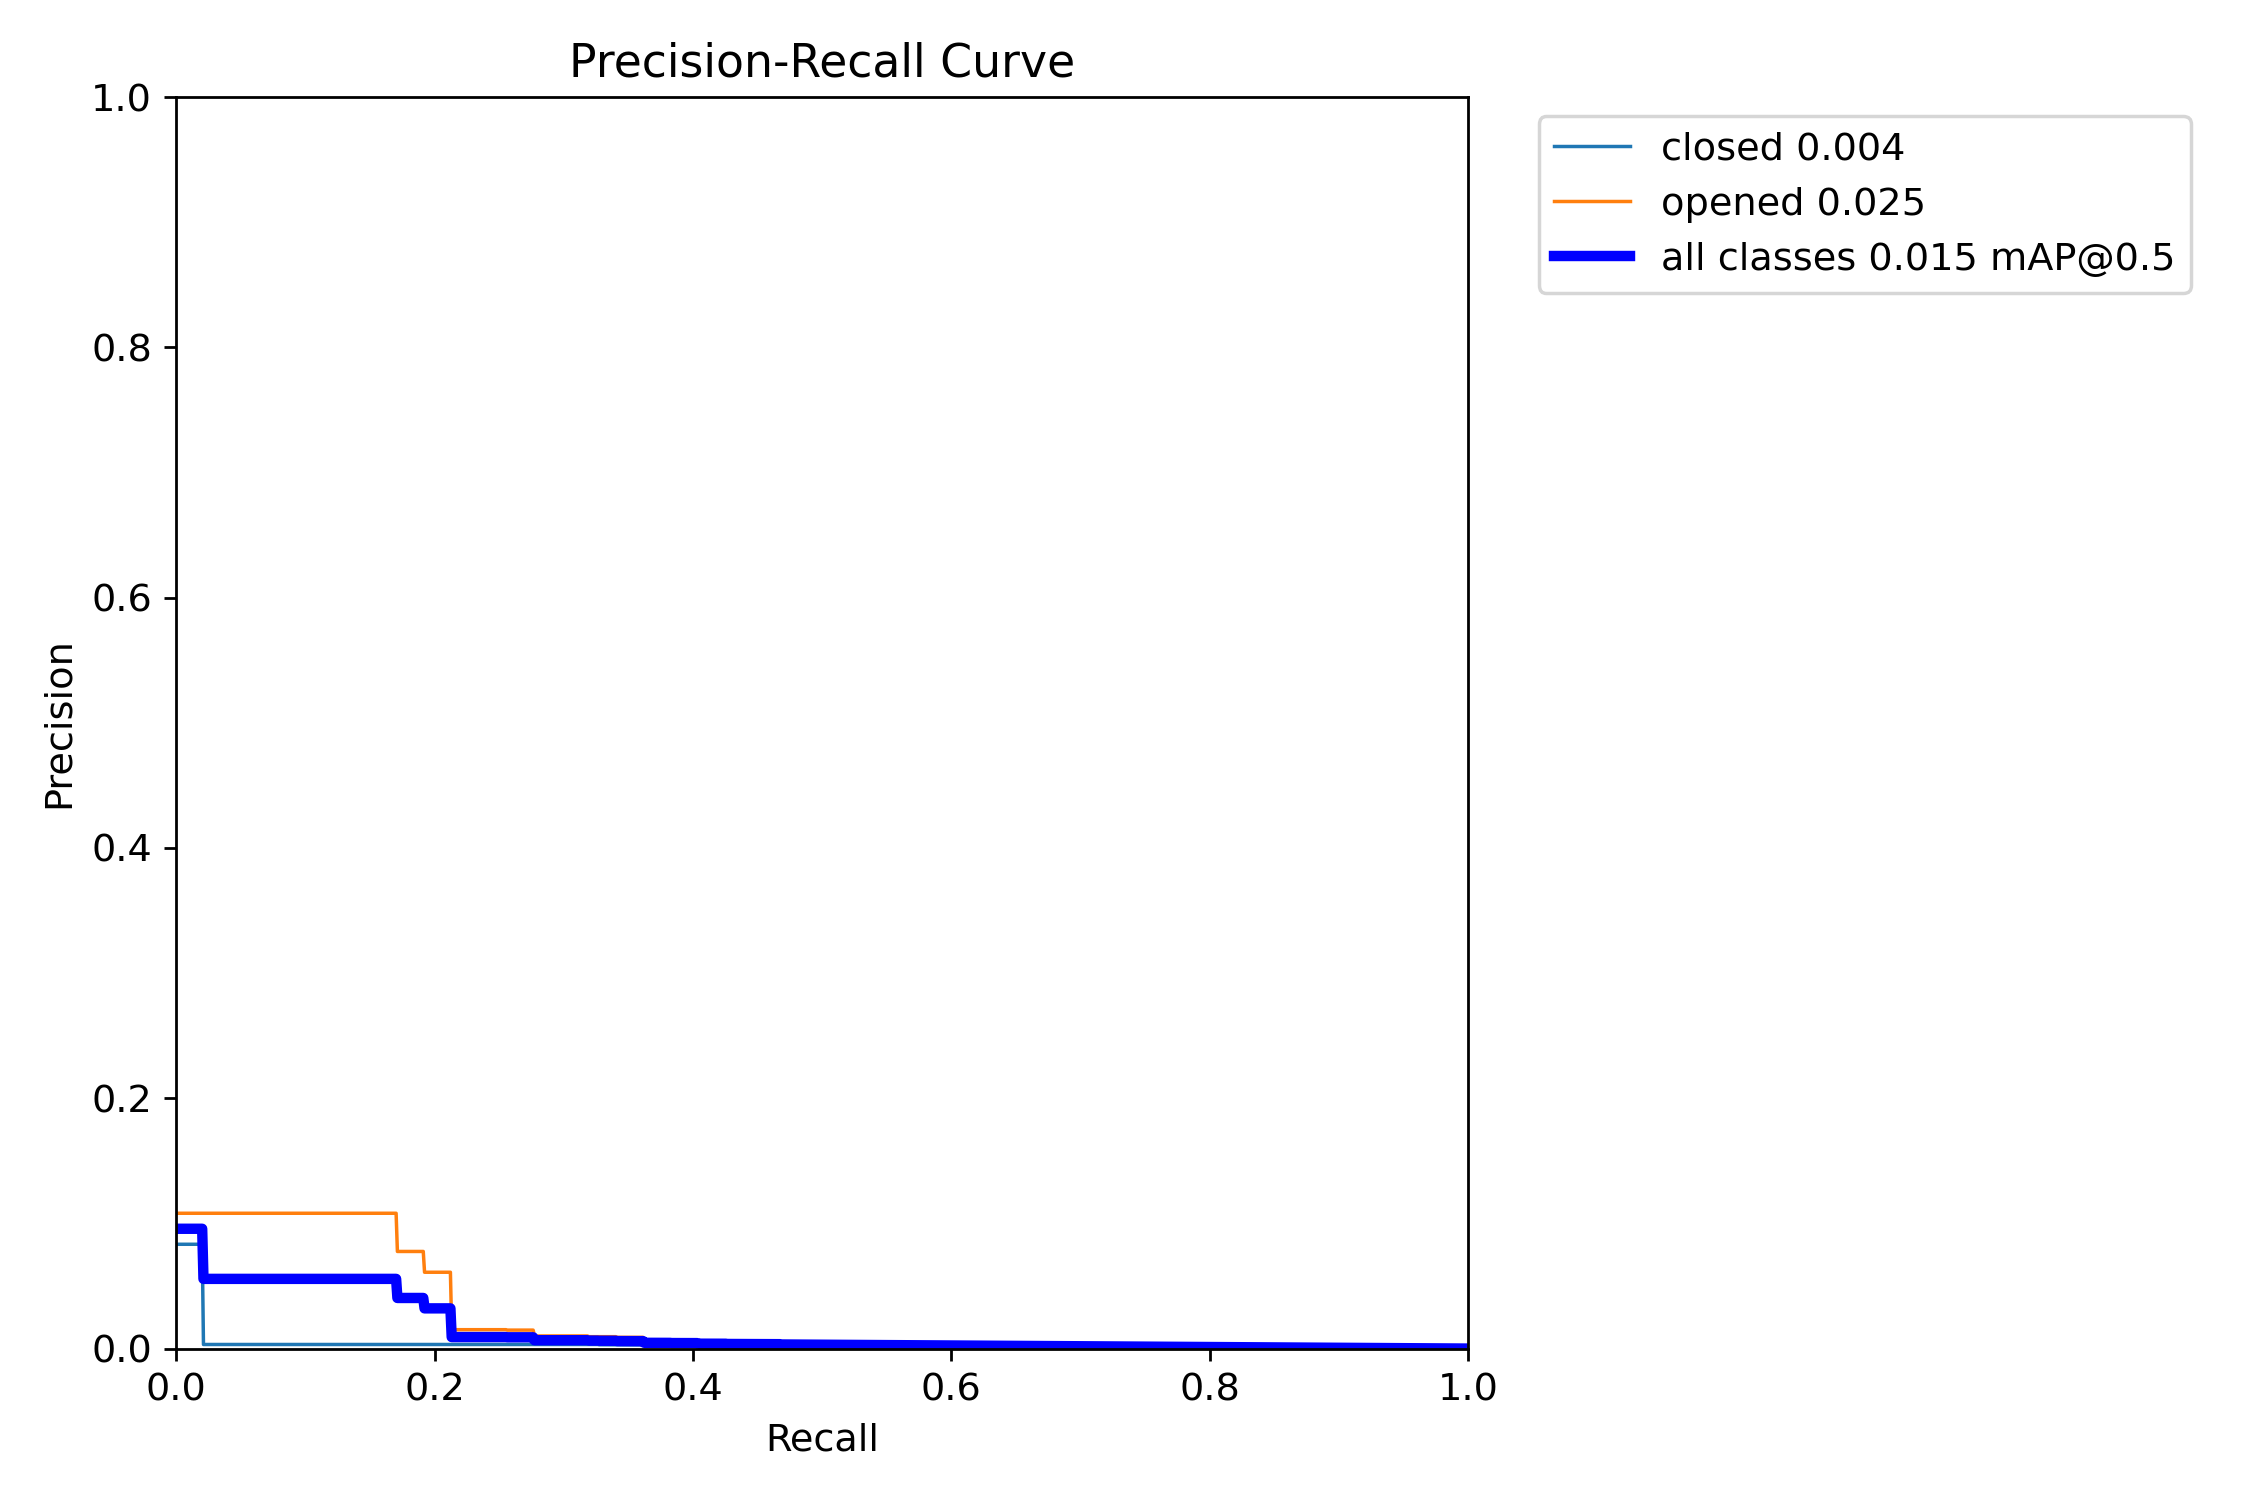 Precision-Recall Curve
1.0
0.8
0.6
0.4
0.2
0.0
Precision
0.0 0.2 0.4 0.6 0.8 1.0
Recall
closed 0.004
opened 0.025
all classes 0.015 mAP@0.5